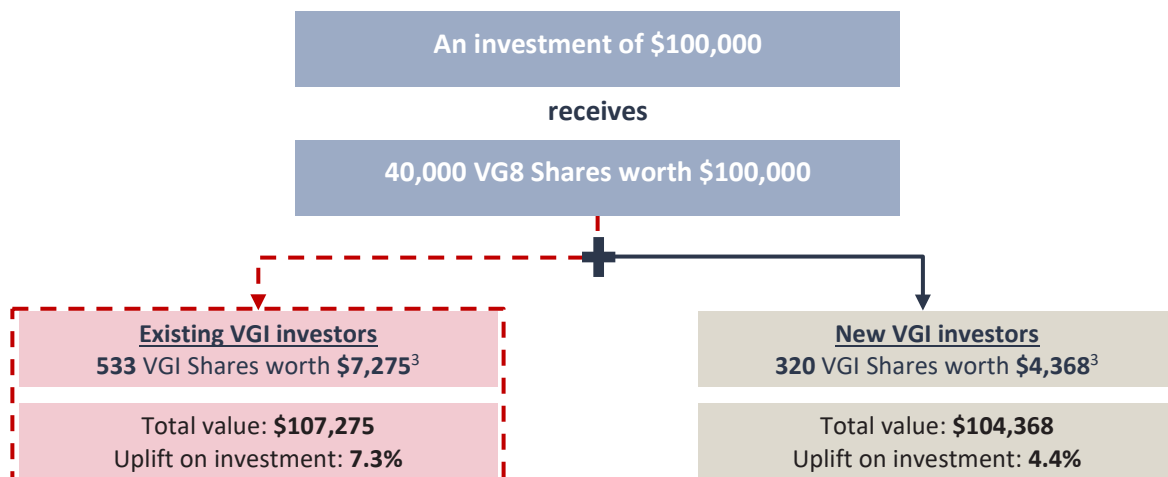 An investment of $100,000
receives
40,000 VG8 Shares worth $100,000
Existing VGI investors
533 VGI Shares worth $7,275³
Total value: $107,275
Uplift on investment: 7.3%
New VGI investors
320 VGI Shares worth $4,368³
Total value: $104,368
Uplift on investment: 4.4%